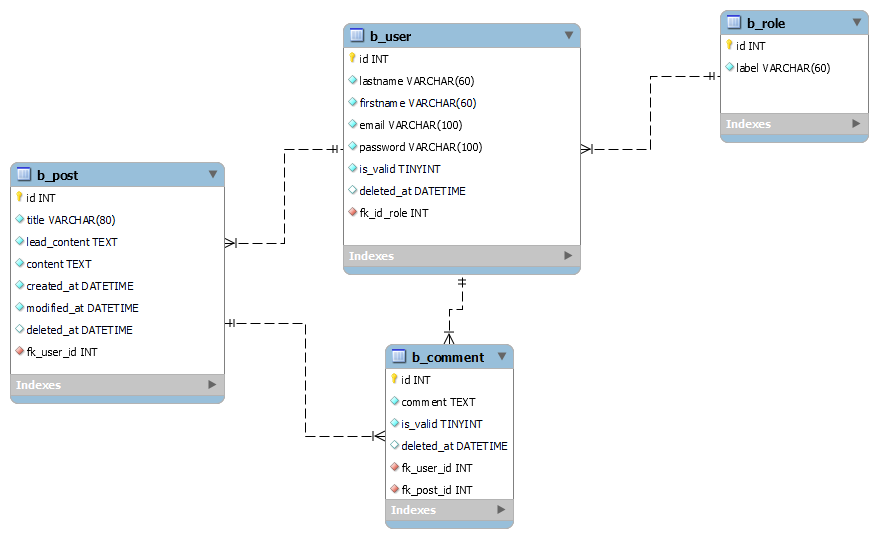 b_user
id INT
lastname VARCHAR(60)
firstname VARCHAR(60)
email VARCHAR(100)
password VARCHAR(100)
is_valid TINYINT
deleted_at DATETIME
fk_id_role INT
Indexes
b_role
id INT
label VARCHAR(60)
Indexes
b_post
id INT
title VARCHAR(80)
lead_content TEXT
content TEXT
created_at DATETIME
modified_at DATETIME
deleted_at DATETIME
fk_user_id INT
Indexes
b_comment
id INT
comment TEXT
is_valid TINYINT
deleted_at DATETIME
fk_user_id INT
fk_post_id INT
Indexes